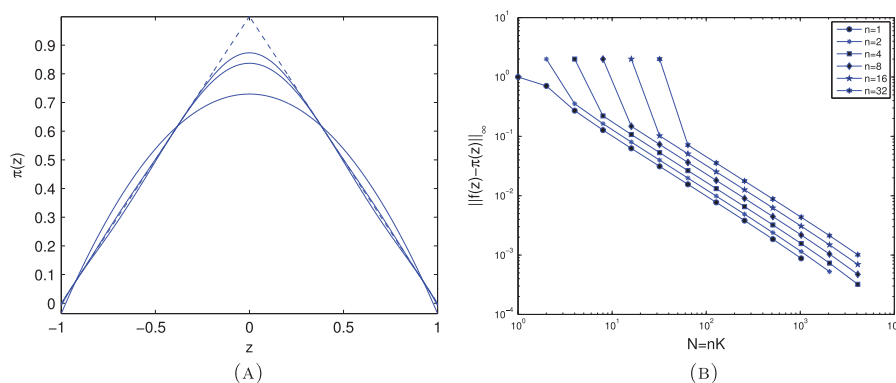 0.9
0.8
0.7
0.6
0.5
0.4
0.3
0.2
0.1
0
π(z)
−1 −0.5 0 0.5 1
z
(A)
10^1
10^0
10^−1
10^−2
10^−3
10^−4
||f(z)−π(z)||_∞
n=1
n=2
n=4
n=8
n=16
n=32
10^0 10^1 10^2 10^3 10^4
N=nK
(B)